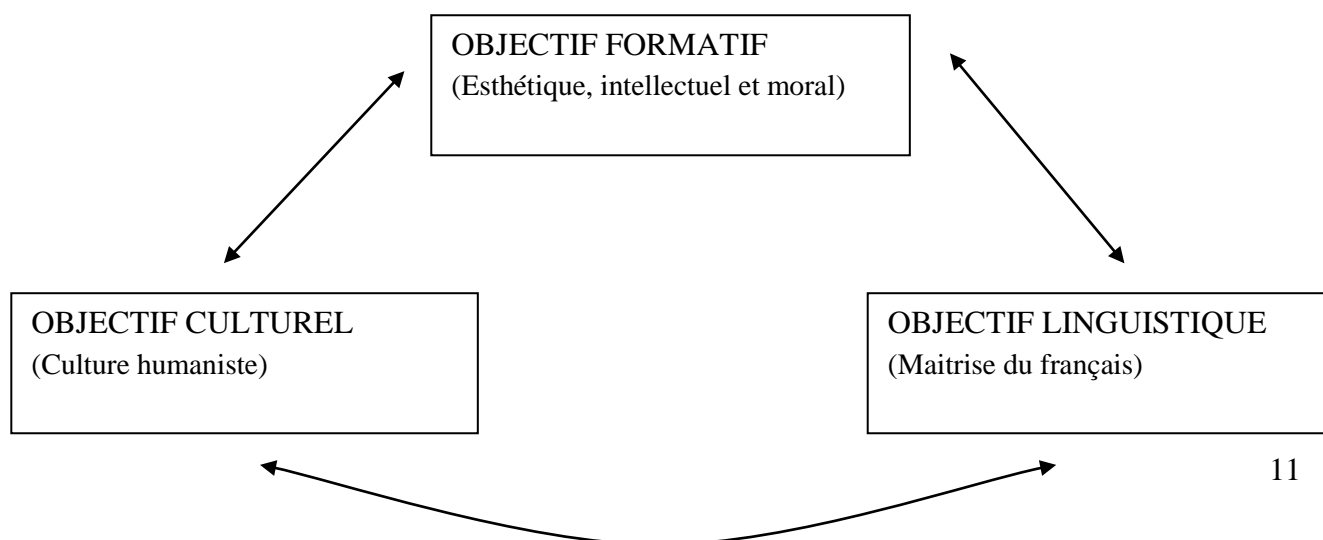 OBJECTIF FORMATIF
(Esthétique, intellectuel et moral)
OBJECTIF CULTUREL
(Culture humaniste)
OBJECTIF LINGUISTIQUE
(Maitrise du français)
11